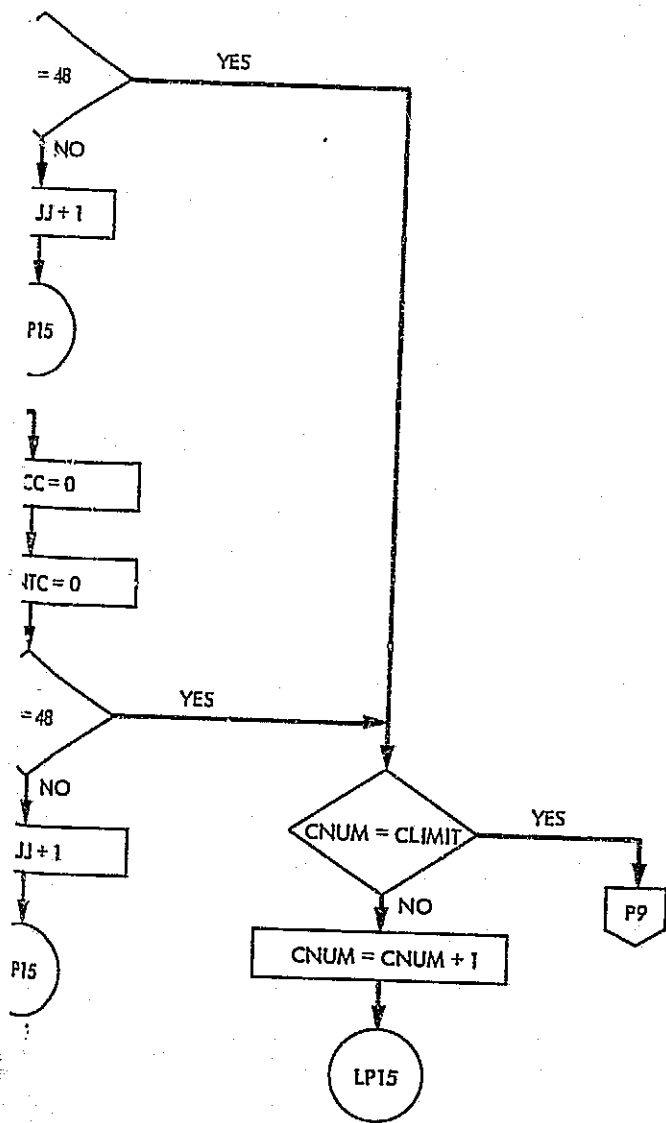 YES
= 48
NO
JJ + 1
P15
CC = 0
NTC = 0
YES
= 48
NO
JJ + 1
P15
CNUM = CLIMIT
YES
P9
NO
CNUM = CNUM + 1
LP15